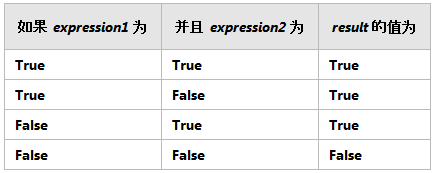 如果 expression1 为 并且 expression2 为 result 的值为
True True True
True False True
False True True
False False False